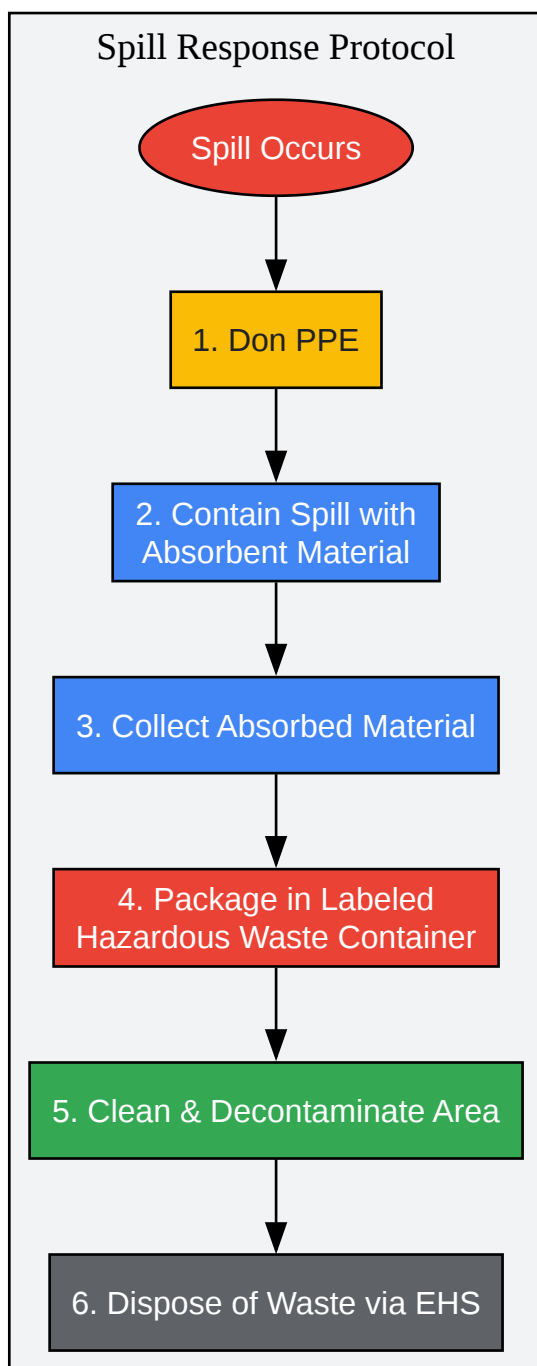 Spill Response Protocol
Spill Occurs
1. Don PPE
2. Contain Spill with
Absorbent Material
3. Collect Absorbed Material
4. Package in Labeled
Hazardous Waste Container
5. Clean & Decontaminate Area
6. Dispose of Waste via EHS